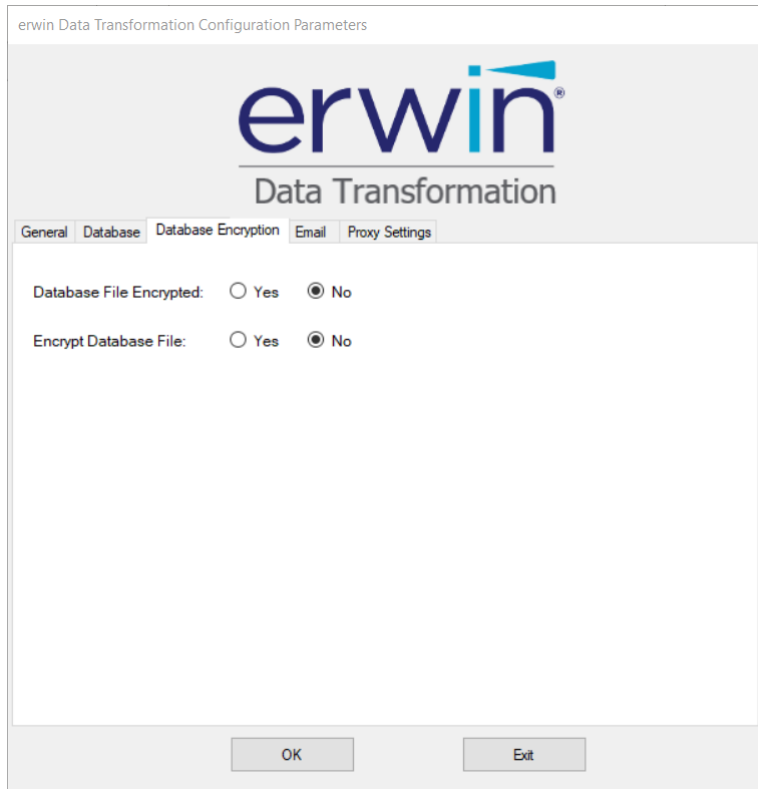 erwin Data Transformation Configuration Parameters
erwin®
Data Transformation
General Database Database Encryption Email Proxy Settings
Database File Encrypted: Yes No
Encrypt Database File: Yes No
OK Exit